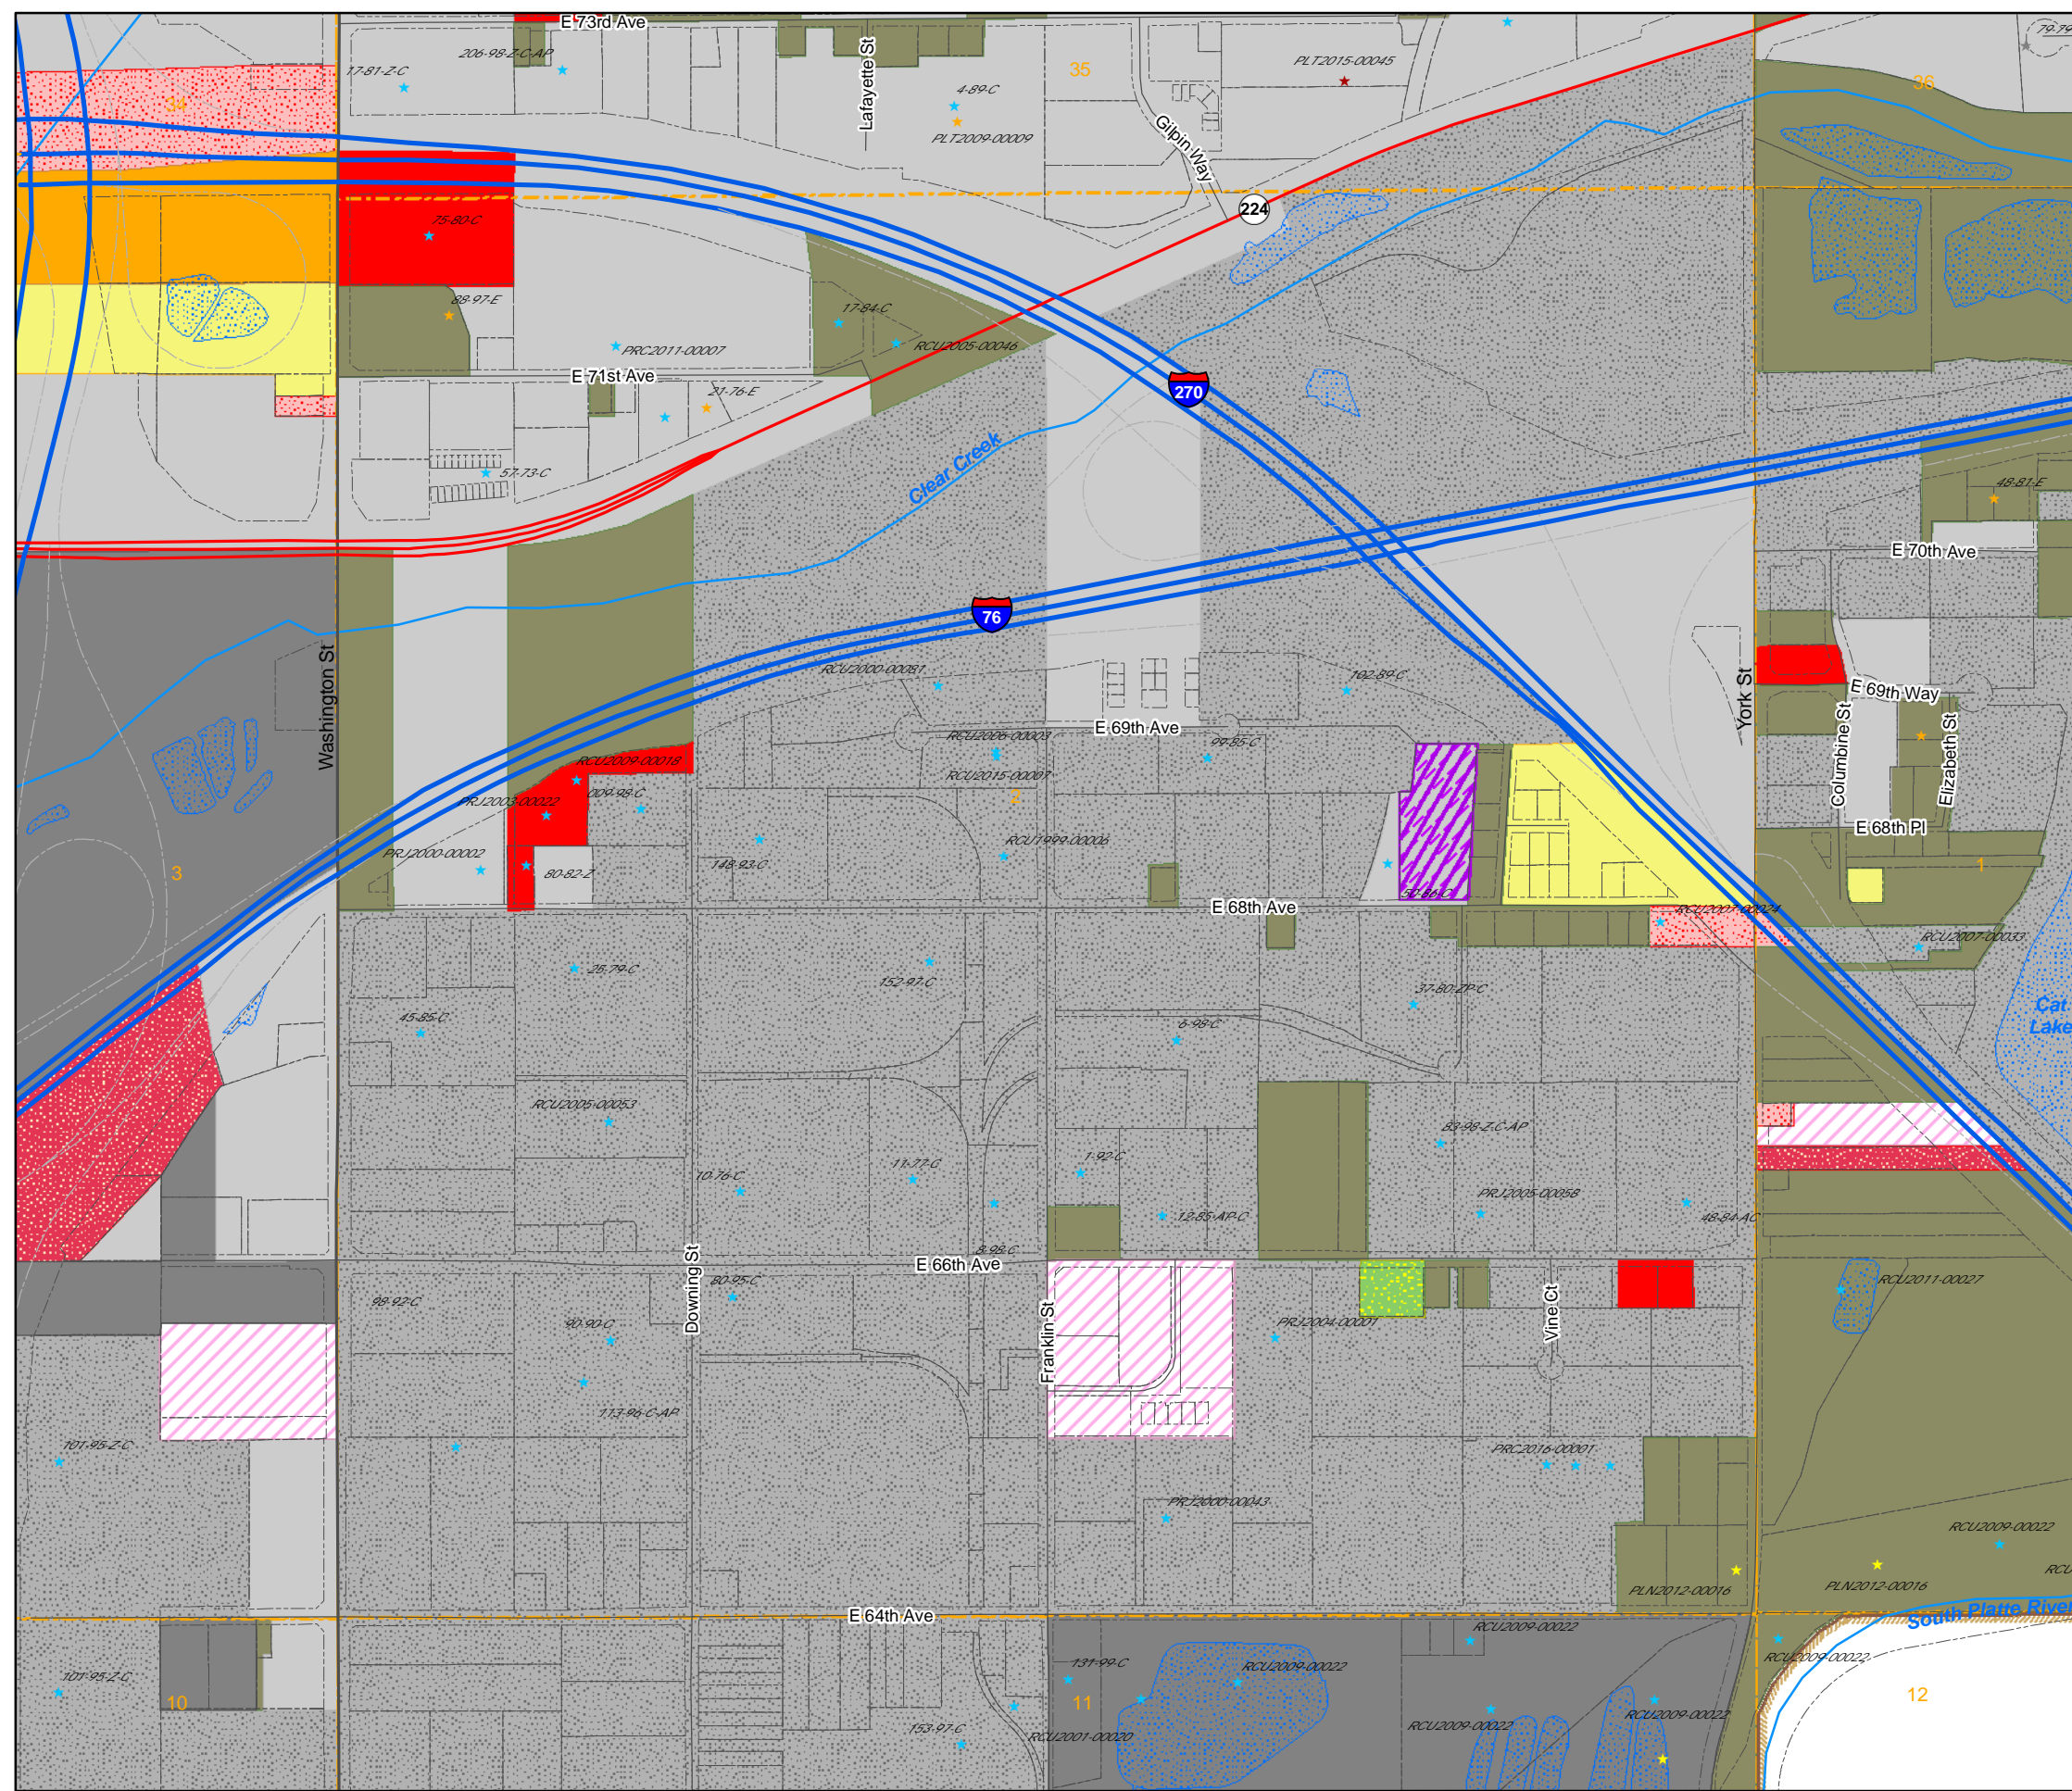 E 73rd Ave
206-98-Z-C-AP
17-81-Z-C
Lafayette St
35
PLT2015-00045
36
79-79
34
4-89-C
PLT2009-00009
Gilpin Way
224
75-80-C
88-97-E
17-84-C
PRC2011-00007
RCU2005-00046
E 71st Ave
21-76-E
270
Clear Creek
57-73-C
48-81-E
E 70th Ave
76
Washington St
RCU2000-00081
102-89-C
York St
E 69th Way
E 69th Ave
Columbine St
Elizabeth St
RCU2006-00003
99-85-C
RCU2009-00018
RCU2015-00007
009-98-C
2
PRJ2003-00022
E 68th Pl
RCU1999-00006
PRJ2000-00002
148-93-C
80-82-Z
3
1
50-86-C
E 68th Ave
RCU2007-00024
RCU2007-00033
25-79-C
152-97-C
37-80-ZP-C
Cat
Lake
45-85-C
6-98-C
RCU2005-00053
83-98-Z-C-AP
1-92-C
11-77-C
10-76-C
PRJ2005-00058
12-85-AP-C
48-84-AC
8-98-C
E 66th Ave
Downing St
80-95-C
RCU2011-00027
98-92-C
Franklin St
Vine Ct
90-90-C
PRJ2004-00001
113-96-C-AP
101-95-Z-C
PRC2016-00001
PRJ2000-00043
RCU2009-00022
RCU
PLN2012-00016
PLN2012-00016
South Platte River
E 64th Ave
RCU2009-00022
RCU2009-00022
131-99-C
RCU2009-00022
101-95-Z-C
10
11
12
RCU2009-00022
RCU2009-00022
153-97-C
RCU2001-00020